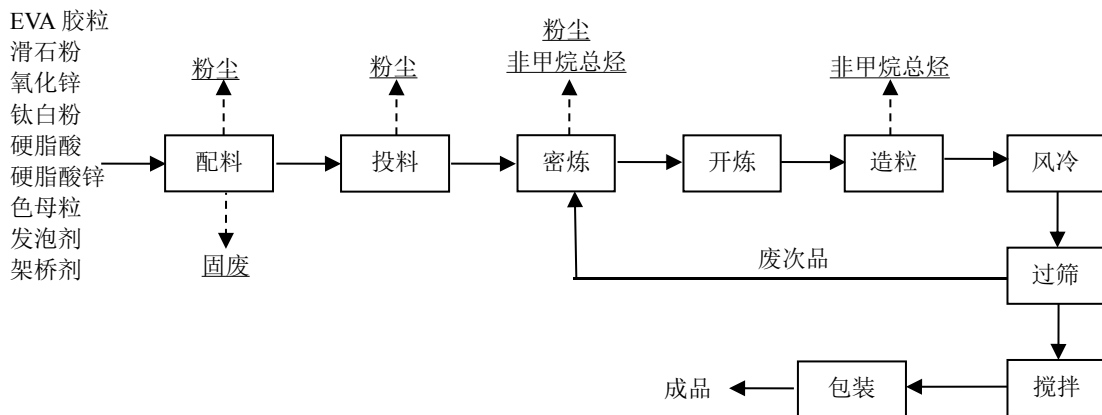 EVA 胶粒
滑石粉
氧化锌
钛白粉
硬脂酸
硬脂酸锌
色母粒
发泡剂
架桥剂
粉尘
粉尘
粉尘
非甲烷总烃
非甲烷总烃
配料
投料
密炼
开炼
造粒
风冷
固废
废次品
过筛
成品
包装
搅拌